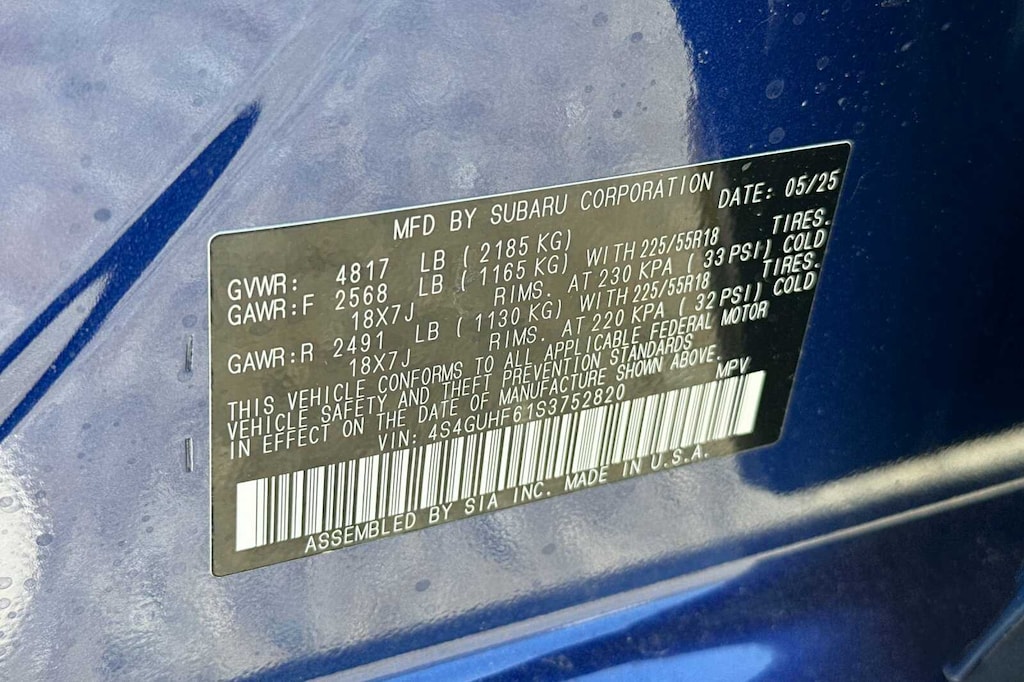 MFD BY SUBARU CORPORATION DATE: 05/25
GVWR: 4817 LB ( 2185 KG)
GAWR:F 2568 LB ( 1165 KG) WITH 225/55R18 TIRES.
18X7J RIMS. AT 230 KPA ( 33 PSI) COLD
GAWR:R 2491 LB ( 1130 KG) WITH 225/55R18 TIRES.
18X7J RIMS. AT 220 KPA ( 32 PSI) COLD
THIS VEHICLE CONFORMS TO ALL APPLICABLE FEDERAL MOTOR
VEHICLE SAFETY AND THEFT PREVENTION STANDARDS
IN EFFECT ON THE DATE OF MANUFACTURE SHOWN ABOVE.
VIN: 4S4GUHF61S3752820 MPV
ASSEMBLED BY SIA INC. MADE IN U.S.A.